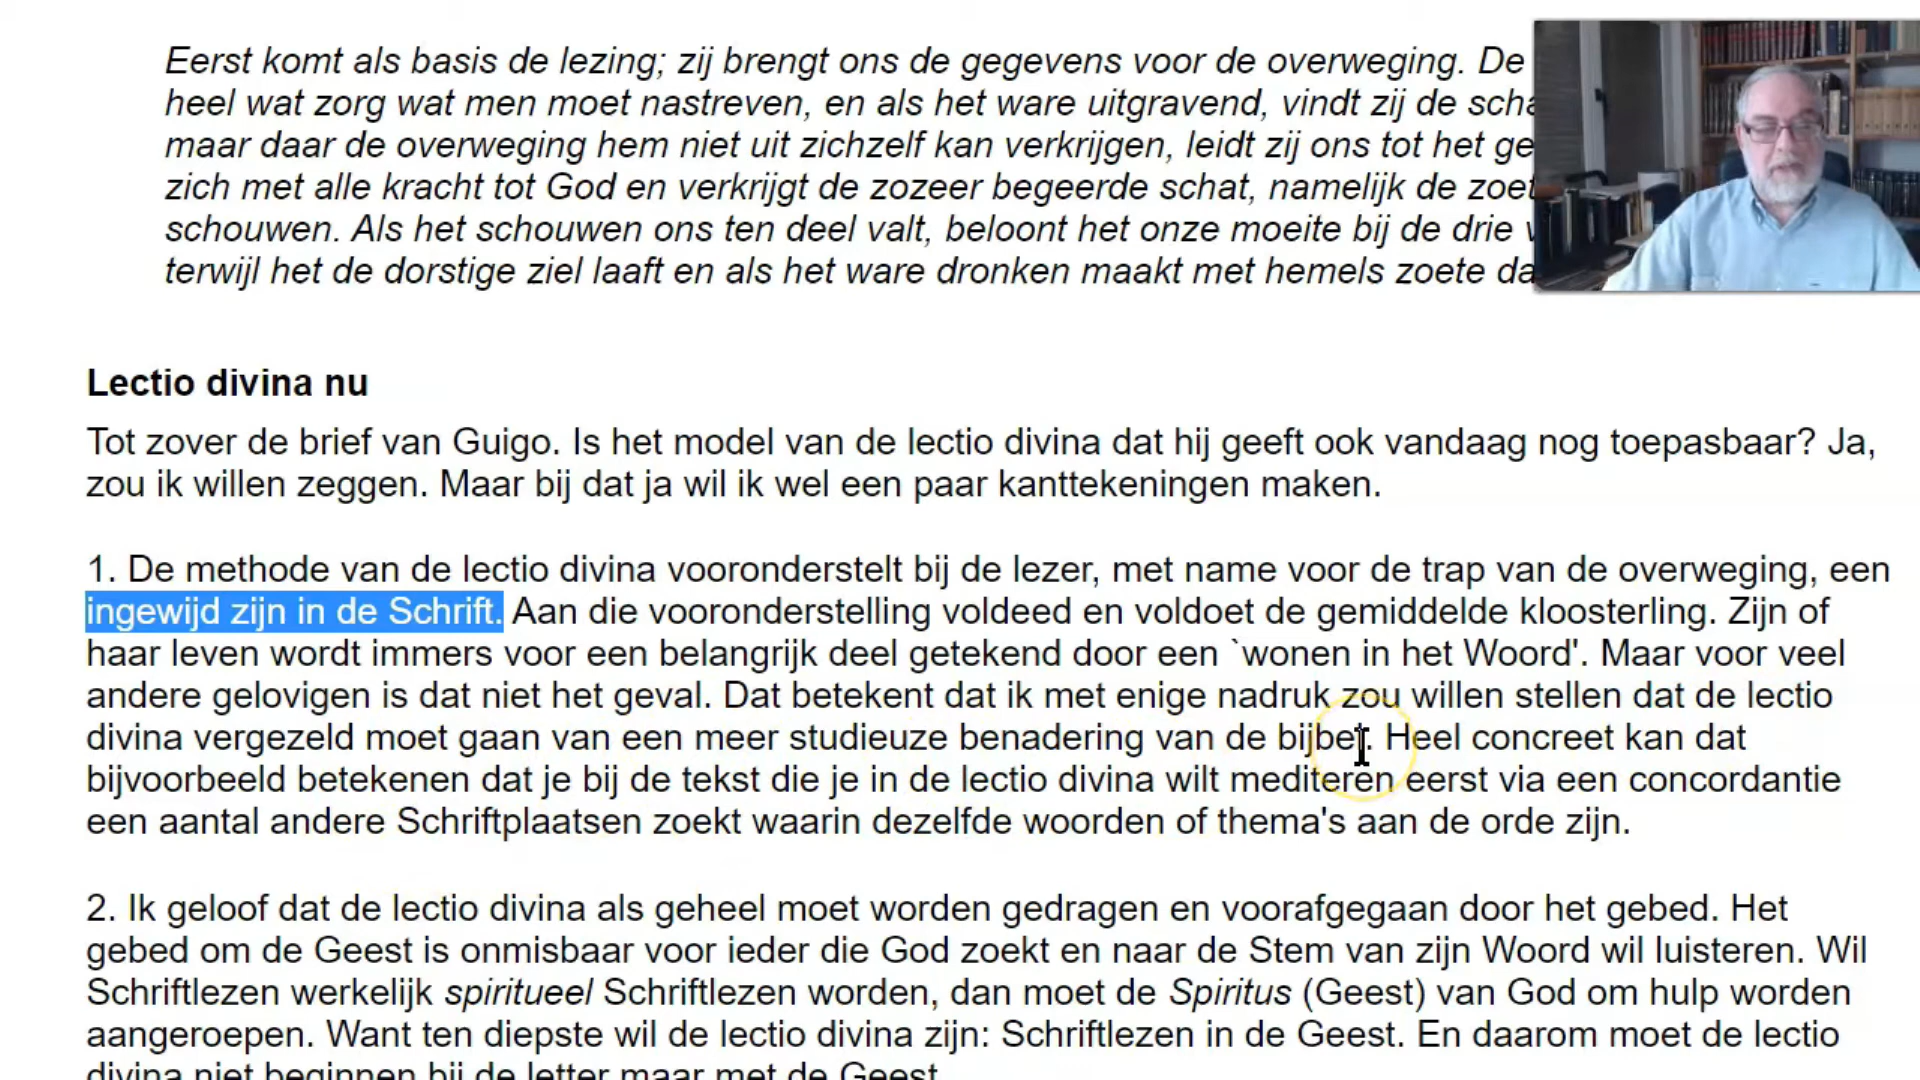 Eerst komt als basis de lezing; zij brengt ons de gegevens voor de overweging. De
heel wat zorg wat men moet nastreven, en als het ware uitgravend, vindt zij de
maar daar de overweging hem niet uit zichzelf kan verkrijgen, leidt zij ons tot het
zich met alle kracht tot God en verkrijgt de zozeer begeerde schat, namelijk de
schouwen. Als het schouwen ons ten deel valt, beloont het onze moeite bij de drie
terwijl het de dorstige ziel laaft en als het ware dronken maakt met hemels zoete
Lectio divina nu
Tot zover de brief van Guigo. Is het model van de lectio divina dat hij geeft ook vandaag nog toepasbaar? Ja,
zou ik willen zeggen. Maar bij dat ja wil ik wel een paar kanttekeningen maken.
1. De methode van de lectio divina vooronderstelt bij de lezer, met name voor de trap van de overweging, een
ingewijd zijn in de Schrift. Aan die vooronderstelling voldeed en voldoet de gemiddelde kloosterling. Zijn of
haar leven wordt immers voor een belangrijk deel getekend door een `wonen in het Woord'. Maar voor veel
andere gelovigen is dat niet het geval. Dat betekent dat ik met enige nadruk zou willen stellen dat de lectio
divina vergezeld moet gaan van een meer studieuze benadering van de bijbel. Heel concreet kan dat
bijvoorbeeld betekenen dat je bij de tekst die je in de lectio divina wilt mediteren eerst via een concordantie
een aantal andere Schriftplaatsen zoekt waarin dezelfde woorden of thema's aan de orde zijn.
2. Ik geloof dat de lectio divina als geheel moet worden gedragen en voorafgegaan door het gebed. Het
gebed om de Geest is onmisbaar voor ieder die God zoekt en naar de Stem van zijn Woord wil luisteren. Wil
Schriftlezen werkelijk spiritueel Schriftlezen worden, dan moet de Spiritus (Geest) van God om hulp worden
aangeroepen. Want ten diepste wil de lectio divina zijn: Schriftlezen in de Geest. En daarom moet de lectio
divina niet beginnen bij de letter maar met de Geest.